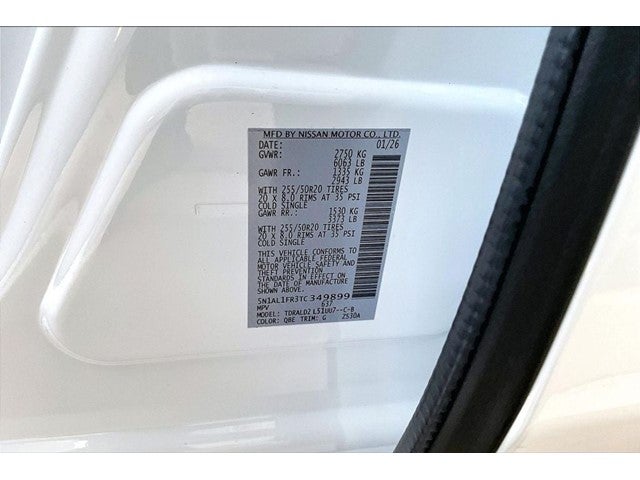 MFD BY NISSAN MOTOR CO., LTD.
DATE: 01/26
GVWR: 2750 KG
6063 LB
GAWR FR.: 1335 KG
2943 LB
WITH 255/50R20 TIRES
20 X 8.0 RIMS AT 35 PSI
COLD SINGLE
GAWR RR.: 1530 KG
3373 LB
WITH 255/50R20 TIRES
20 X 8.0 RIMS AT 35 PSI
COLD SINGLE
THIS VEHICLE CONFORMS TO
ALL APPLICABLE FEDERAL
MOTOR VEHICLE SAFETY
STANDARDS IN EFFECT ON
THE DATE OF MANUFACTURE
SHOWN ABOVE.
5N1AL1FR3TC349899
MPV 637
MODEL: TDRALD2 L51UU7--C-B
COLOR: QBE TRIM: G Z530A